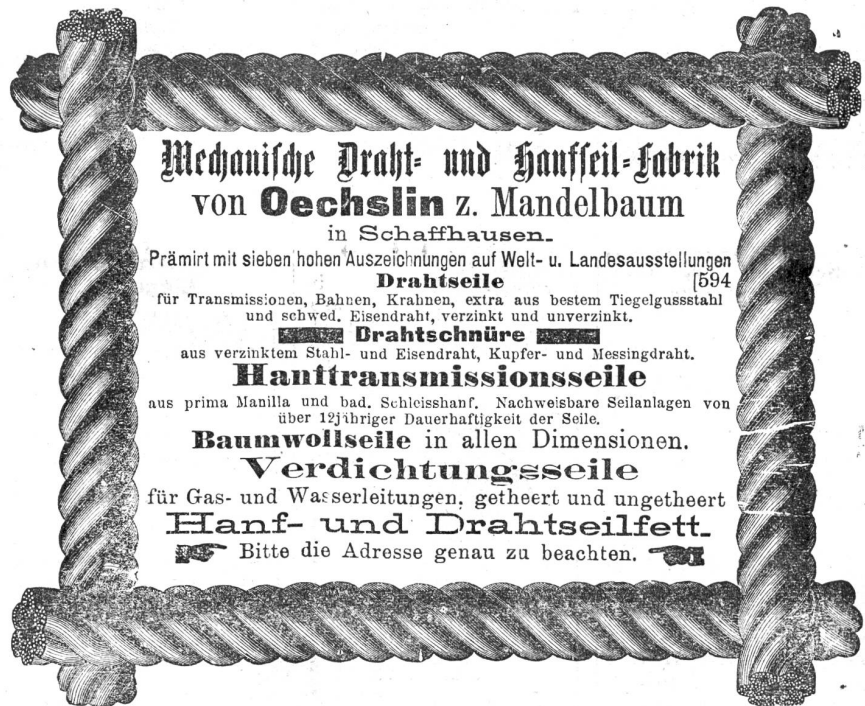 Mechanische Draht- und Hanfseil-Fabrik
von Oechslin z. Mandelbaum
in Schaffhausen.
Prämirt mit sieben hohen Auszeichnungen auf Welt- u. Landesausstellungen
Drahtseile [594
für Transmissionen, Bahnen, Krahnen, extra aus bestem Tiegelgussstahl
und schwed. Eisendraht, verzinkt und unverzinkt.
Drahtschnüre
aus verzinktem Stahl- und Eisendraht, Kupfer- und Messingdraht.
Hanftransmissionsseile
aus prima Manilla und bad. Schleisshanf. Nachweisbare Seilanlagen von
über 12jähriger Dauerhaftigkeit der Seile.
Baumwollseile in allen Dimensionen.
Verdichtungsseile
für Gas- und Wasserleitungen, getheert und ungetheert
Hanf- und Drahtseilfett.
Bitte die Adresse genau zu beachten.